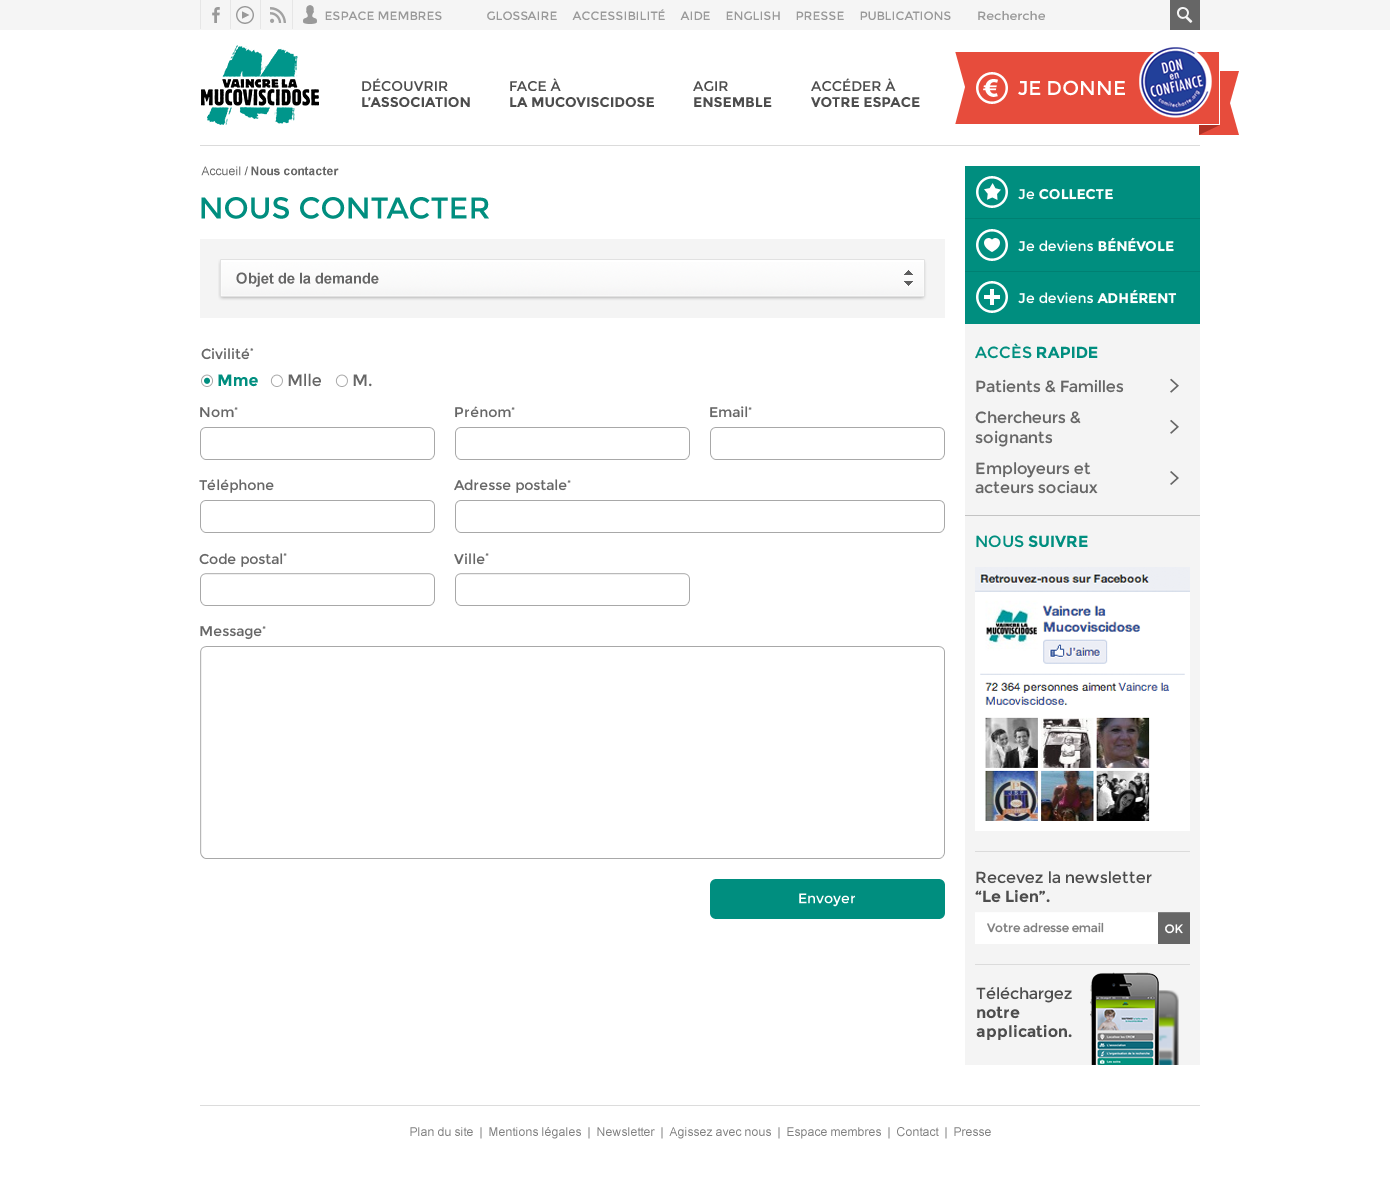 ESPACE MEMBRES
GLOSSAIRE ACCESSIBILITÉ AIDE ENGLISH PRESSE PUBLICATIONS Recherche
VAINCRE LA
MUCOVISCIDOSE
DÉCOUVRIR
L'ASSOCIATION
FACE À
LA MUCOVISCIDOSE
AGIR
ENSEMBLE
ACCÉDER À
VOTRE ESPACE
€ JE DONNE
DON
en
CONFIANCE
comitecharte.org
Accueil / Nous contacter
NOUS CONTACTER
Objet de la demande
Civilité*
Mme Mlle M.
Nom* Prénom* Email*
Téléphone Adresse postale*
Code postal* Ville*
Message*
Envoyer
Je COLLECTE
Je deviens BÉNÉVOLE
Je deviens ADHÉRENT
ACCÈS RAPIDE
Patients & Familles
Chercheurs &
soignants
Employeurs et
acteurs sociaux
NOUS SUIVRE
Retrouvez-nous sur Facebook
VAINCRE LA
MUCOVISCIDOSE
Vaincre la
Mucoviscidose
J'aime
72 364 personnes aiment Vaincre la
Mucoviscidose.
Recevez la newsletter
“Le Lien”.
Votre adresse email OK
Téléchargez
notre
application.
Plan du site | Mentions légales | Newsletter | Agissez avec nous | Espace membres | Contact | Presse